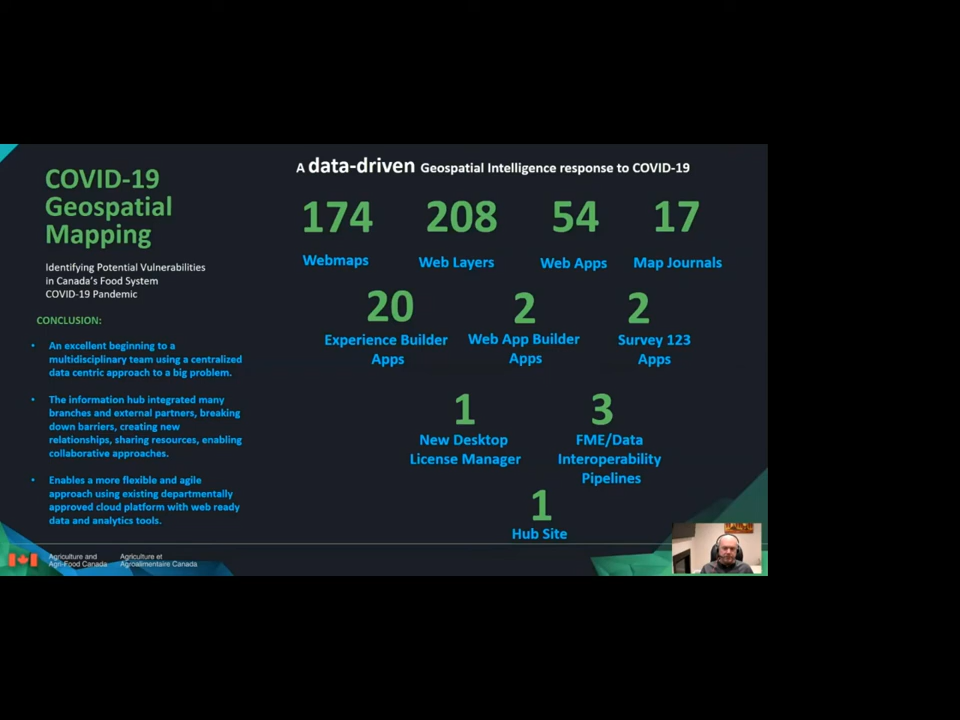 COVID-19
Geospatial
Mapping
Identifying Potential Vulnerabilities
in Canada's Food System
COVID-19 Pandemic
CONCLUSION:
• An excellent beginning to a
multidisciplinary team using a centralized
data centric approach to a big problem.
• The information hub integrated many
branches and external partners, breaking
down barriers, creating new
relationships, sharing resources, enabling
collaborative approaches.
• Enables a more flexible and agile
approach using existing departmentally
approved cloud platform with web ready
data and analytics tools.
A data-driven Geospatial Intelligence response to COVID-19
174 208 54 17
Webmaps Web Layers Web Apps Map Journals
20 2 2
Experience Builder Web App Builder Survey 123
Apps Apps Apps
1 3
New Desktop FME/Data
License Manager Interoperability
Pipelines
1
Hub Site
Agriculture and Agriculture et
Agri-Food Canada Agroalimentaire Canada